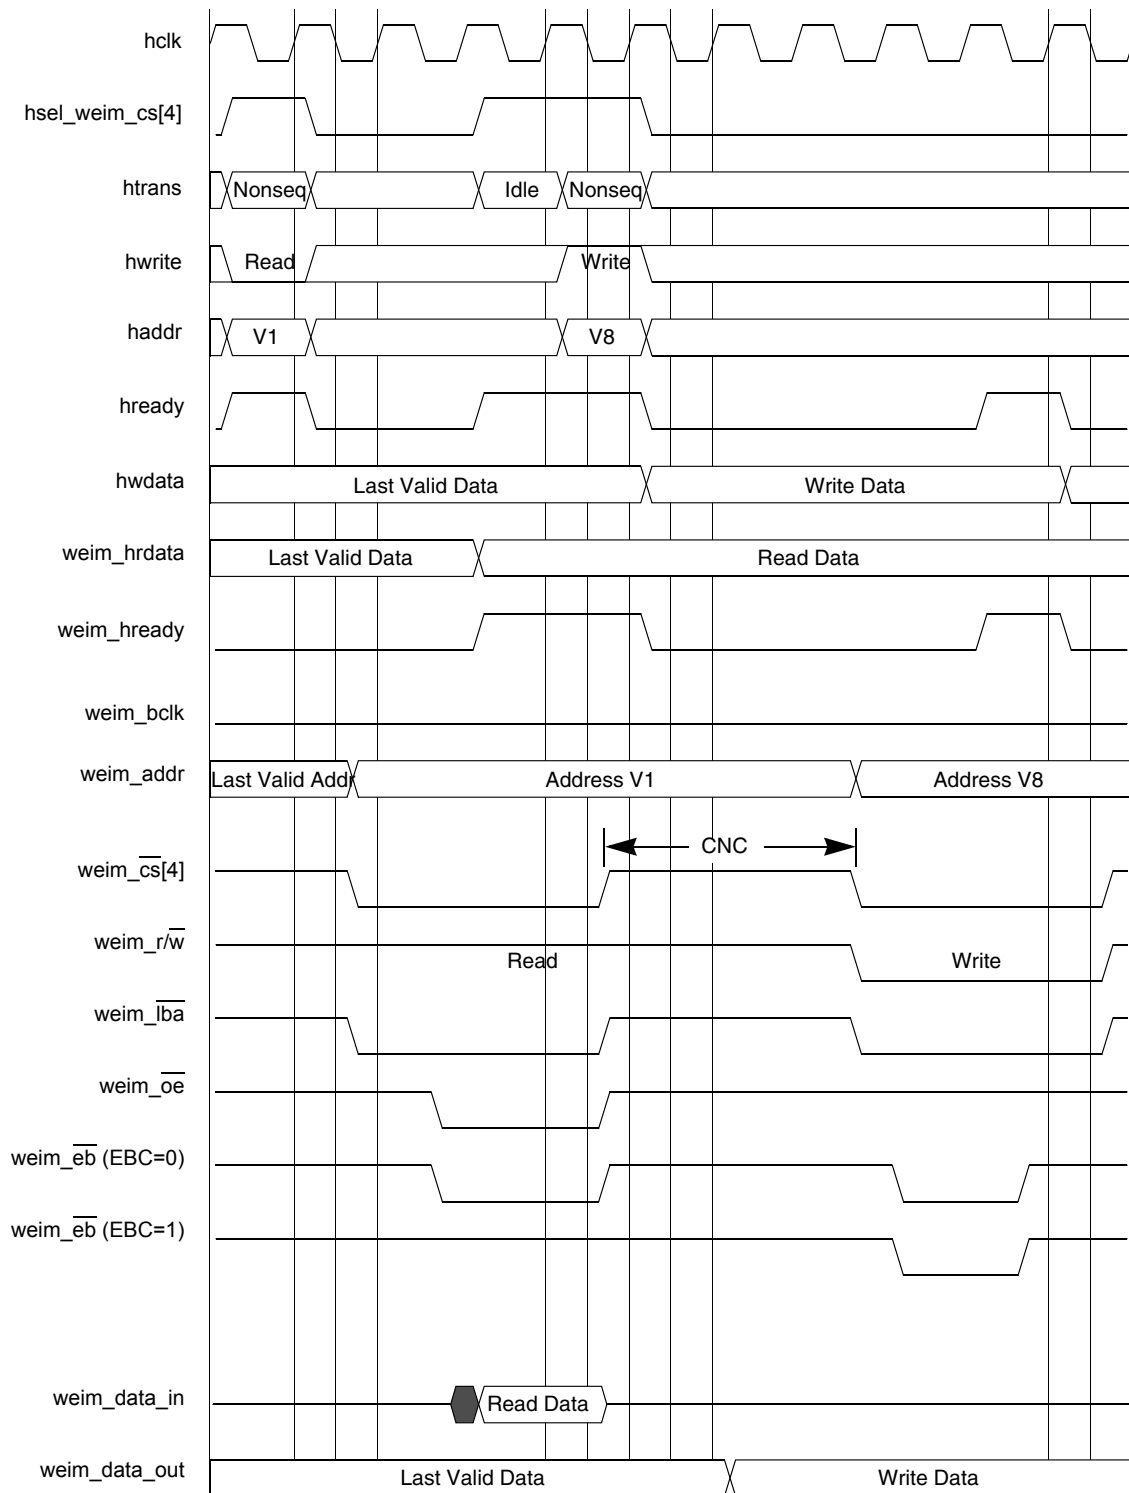 hclk
hsel_weim_cs[4]
htrans Nonseq Idle Nonseq
hwrite Read Write
haddr V1 V8
hready
hwdata Last Valid Data Write Data
weim_hrdata Last Valid Data Read Data
weim_hready
weim_bclk
weim_addr Last Valid Addr Address V1 Address V8
CNC
weim_cs[4]
weim_r/w
Read Write
weim_lba
weim_oe
weim_eb (EBC=0)
weim_eb (EBC=1)
weim_data_in Read Data
weim_data_out Last Valid Data Write Data